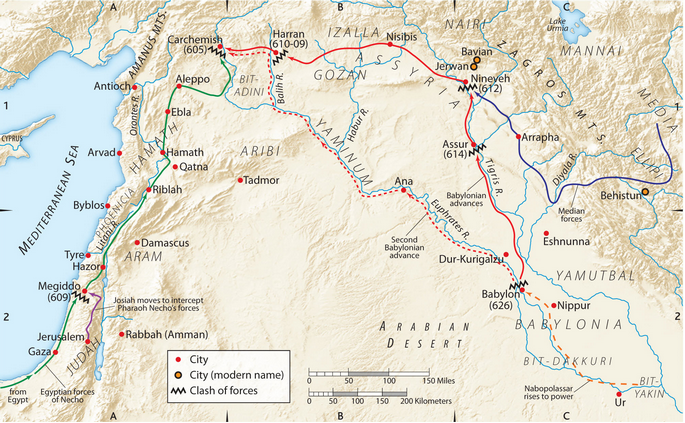 A
B
C
1
1
2
2
AMANUS MTS.
Carchemish
(605)
Harran
(610-09)
IZALLA
Nisibis
NAIRI
Bavian
Jerwan
Nineveh
(612)
Lake
Urmia
MANNAI
ZAGROS MTS
MEDIA
ELLIPI
ASSYRIA
GOZAN
BIT-
ADINI
Balih R.
Habur R.
Antioch
Aleppo
Orontes R.
Ebla
CYPRUS
Arvad
HAMATH
Hamath
Qatna
ARIBI
YAMINUM
Assur
(614)
Arrapha
Tigris R.
Diyala R.
Babylonian
advances
Median
forces
Behistun
MEDITERRANEAN SEA
Riblah
Tadmor
Ana
Byblos
PHOENICIA
Litani R.
Euphrates R.
Second
Babylonian
advance
Eshnunna
Dur-Kurigalzu
Tyre
Damascus
Hazor
ARAM
YAMUTBAL
Megiddo
(609)
Babylon
(626)
Josiah moves to intercept
Pharaoh Necho's forces
Nippur
BABYLONIA
ARABIAN
DESERT
Jerusalem
Rabbah (Amman)
Gaza
JUDAH
BIT-DAKKURI
Nabopolassar
rises to power
BIT-
YAKIN
Ur
from
Egypt
Egyptian forces
of Necho
City
City (modern name)
Clash of forces
0 50 100 150 Miles
0 50 100 150 200 Kilometers
A
B
C